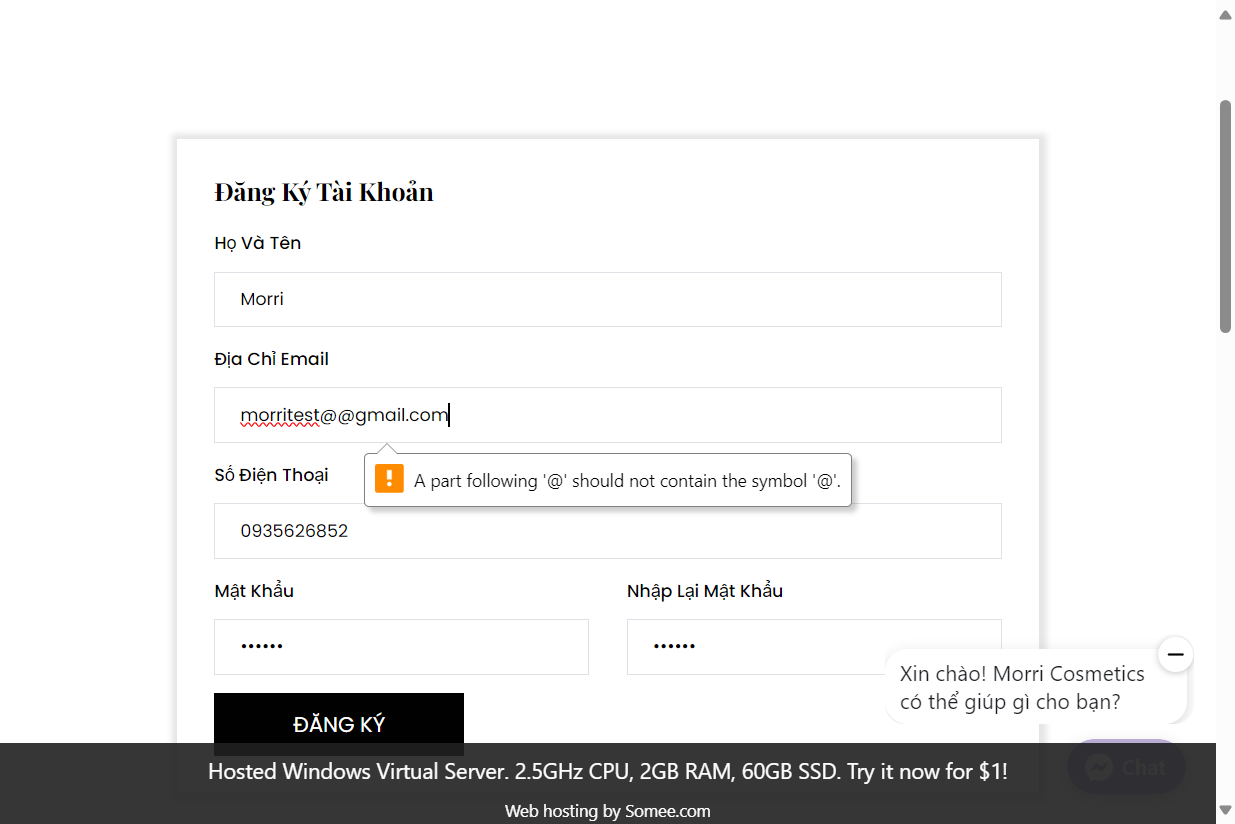 Đăng Ký Tài Khoản
Họ Và Tên
Morri
Địa Chỉ Email
morritest@@gmail.com
A part following '@' should not contain the symbol '@'.
Số Điện Thoại
0935626852
Mật Khẩu
Nhập Lại Mật Khẩu
••••••
••••••
Xin chào! Morri Cosmetics
có thể giúp gì cho bạn?
ĐĂNG KÝ
Chat
Hosted Windows Virtual Server. 2.5GHz CPU, 2GB RAM, 60GB SSD. Try it now for $1!
Web hosting by Somee.com